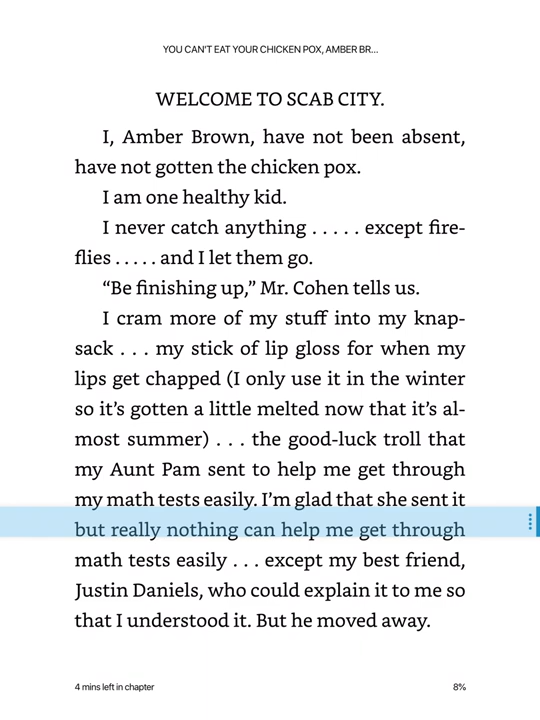 YOU CAN'T EAT YOUR CHICKEN POX, AMBER BR...
WELCOME TO SCAB CITY.
I, Amber Brown, have not been absent,
have not gotten the chicken pox.
I am one healthy kid.
I never catch anything . . . . . except fire-
flies . . . . . and I let them go.
“Be finishing up,” Mr. Cohen tells us.
I cram more of my stuff into my knap-
sack . . . my stick of lip gloss for when my
lips get chapped (I only use it in the winter
so it’s gotten a little melted now that it’s al-
most summer) . . . the good-luck troll that
my Aunt Pam sent to help me get through
my math tests easily. I’m glad that she sent it
but really nothing can help me get through
math tests easily . . . except my best friend,
Justin Daniels, who could explain it to me so
that I understood it. But he moved away.
4 mins left in chapter
8%